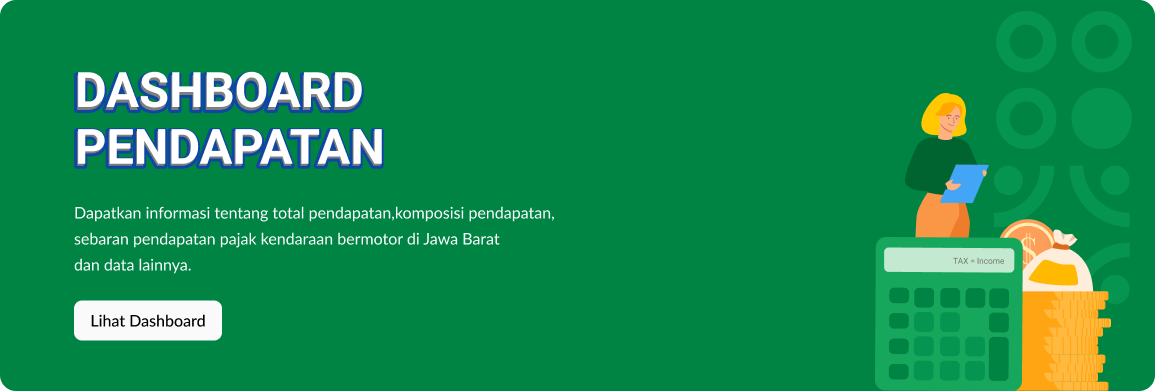 DASHBOARD
PENDAPATAN
Dapatkan informasi tentang total pendapatan,komposisi pendapatan,
sebaran pendapatan pajak kendaraan bermotor di Jawa Barat
dan data lainnya.
Lihat Dashboard
TAX = Income